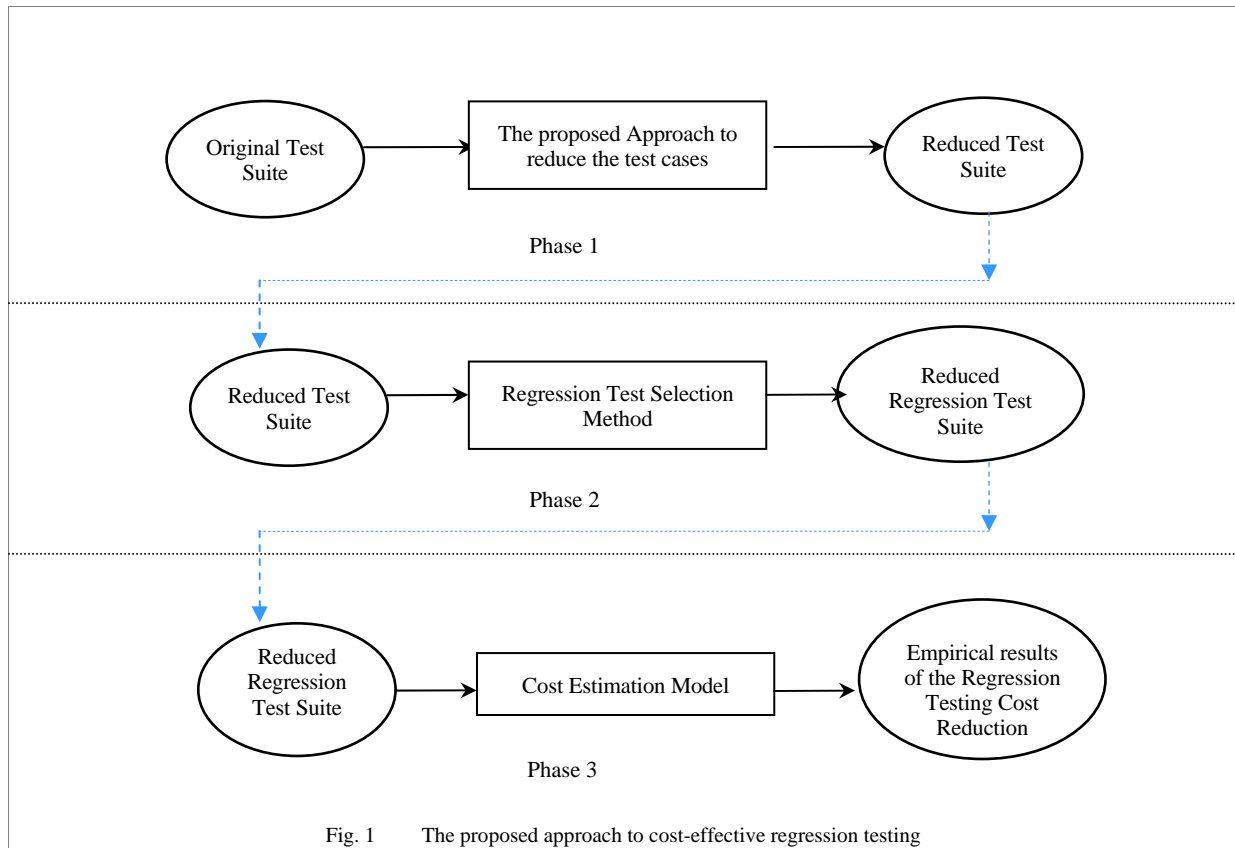 Original Test
Suite
The proposed Approach to
reduce the test cases
Reduced Test
Suite
Phase 1
Reduced Test
Suite
Regression Test Selection
Method
Reduced
Regression Test
Suite
Phase 2
Reduced
Regression
Test Suite
Cost Estimation Model
Empirical results
of the Regression
Testing Cost
Reduction
Phase 3
Fig. 1 The proposed approach to cost-effective regression testing